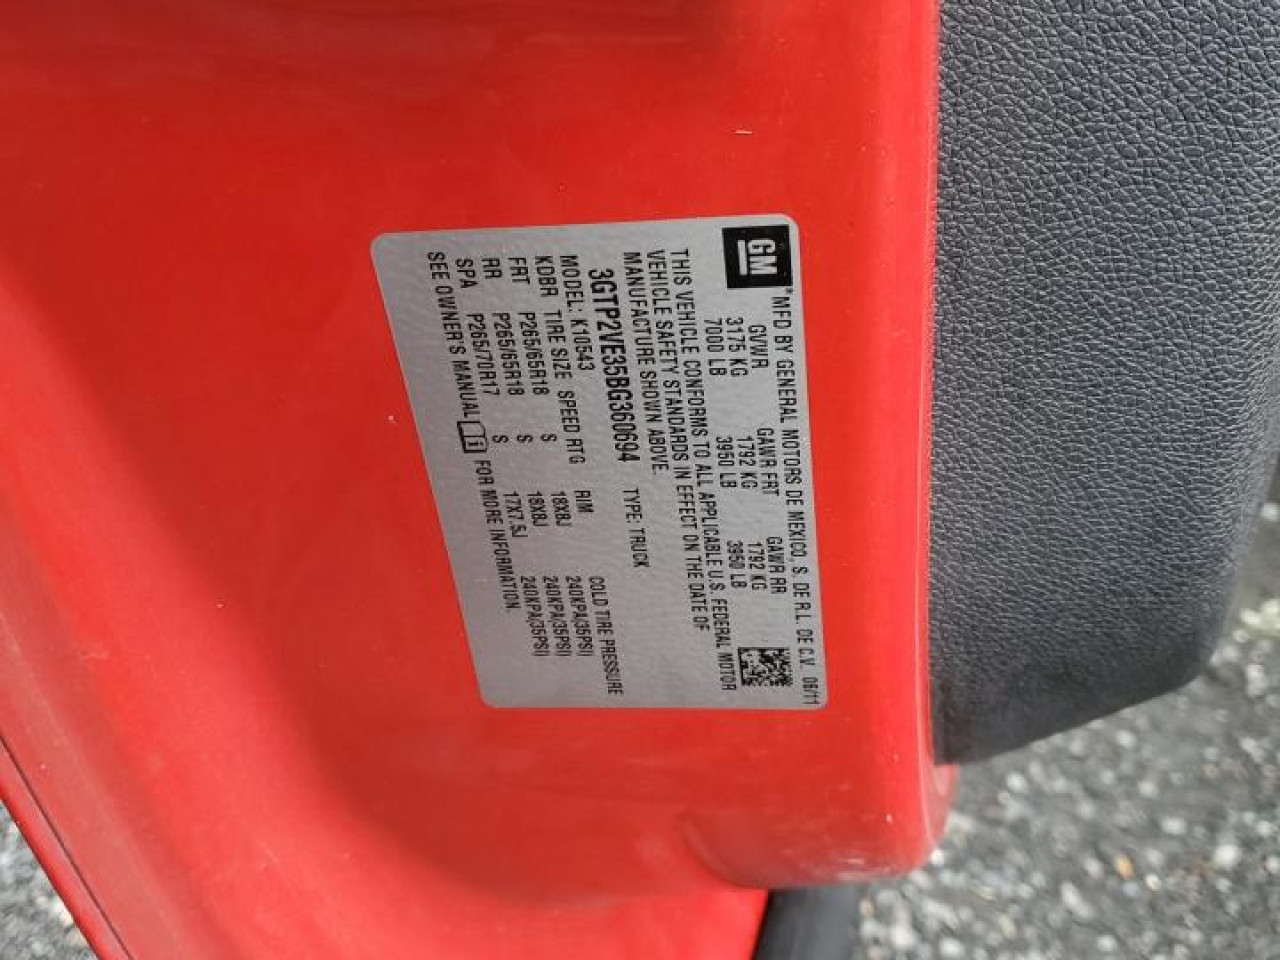 GM
*MFD BY GENERAL MOTORS DE MEXICO, S. DE R.L. DE C.V. 06/11
GVWR GAWR FRT GAWR RR
3175 KG 1792 KG 1792 KG
7000 LB 3950 LB 3950 LB
THIS VEHICLE CONFORMS TO ALL APPLICABLE U.S. FEDERAL MOTOR
VEHICLE SAFETY STANDARDS IN EFFECT ON THE DATE OF
MANUFACTURE SHOWN ABOVE.
3GTP2VE35BG360694 TYPE: TRUCK
MODEL: K10543
KDBR TIRE SIZE SPEED RTG RIM COLD TIRE PRESSURE
FRT P265/65R18 S 18X8J 240KPA(35PSI)
RR P265/65R18 S 18X8J 240KPA(35PSI)
SPA P265/70R17 S 17X7.5J 240KPA(35PSI)
SEE OWNER'S MANUAL FOR MORE INFORMATION